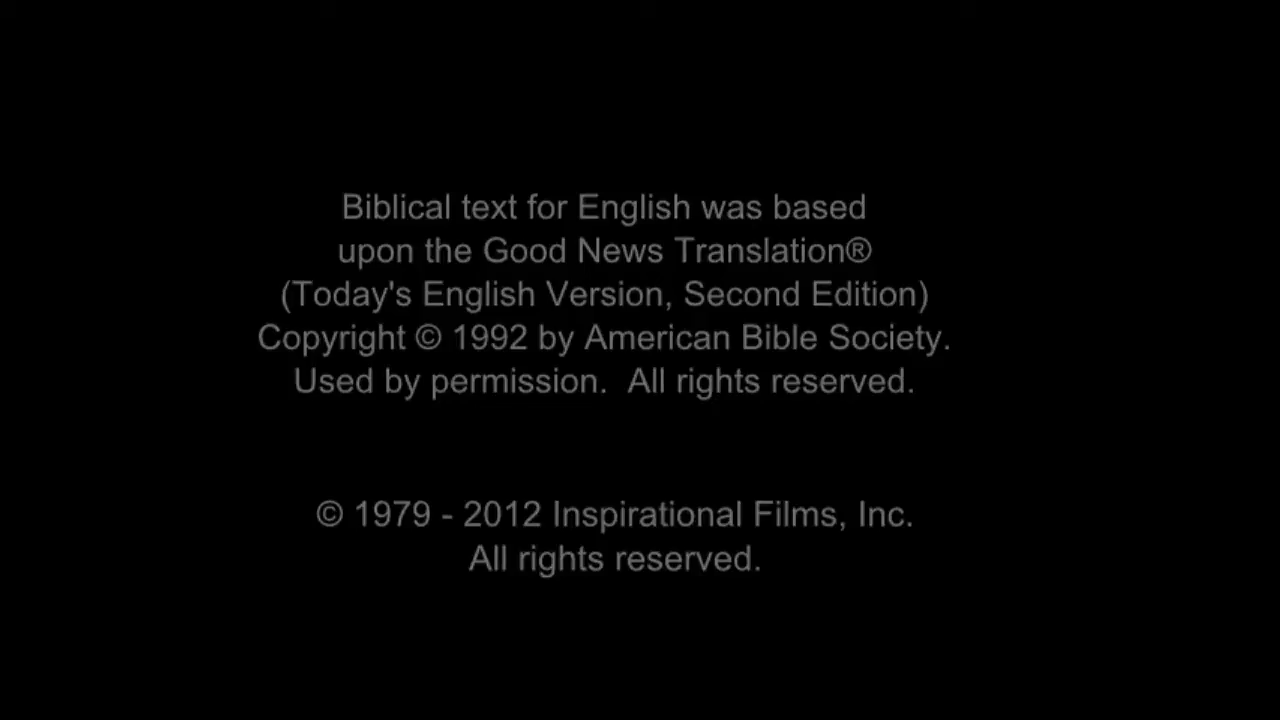 Biblical text for English was based
upon the Good News Translation®
(Today's English Version, Second Edition)
Copyright © 1992 by American Bible Society.
Used by permission.  All rights reserved.
© 1979 - 2012 Inspirational Films, Inc.
All rights reserved.